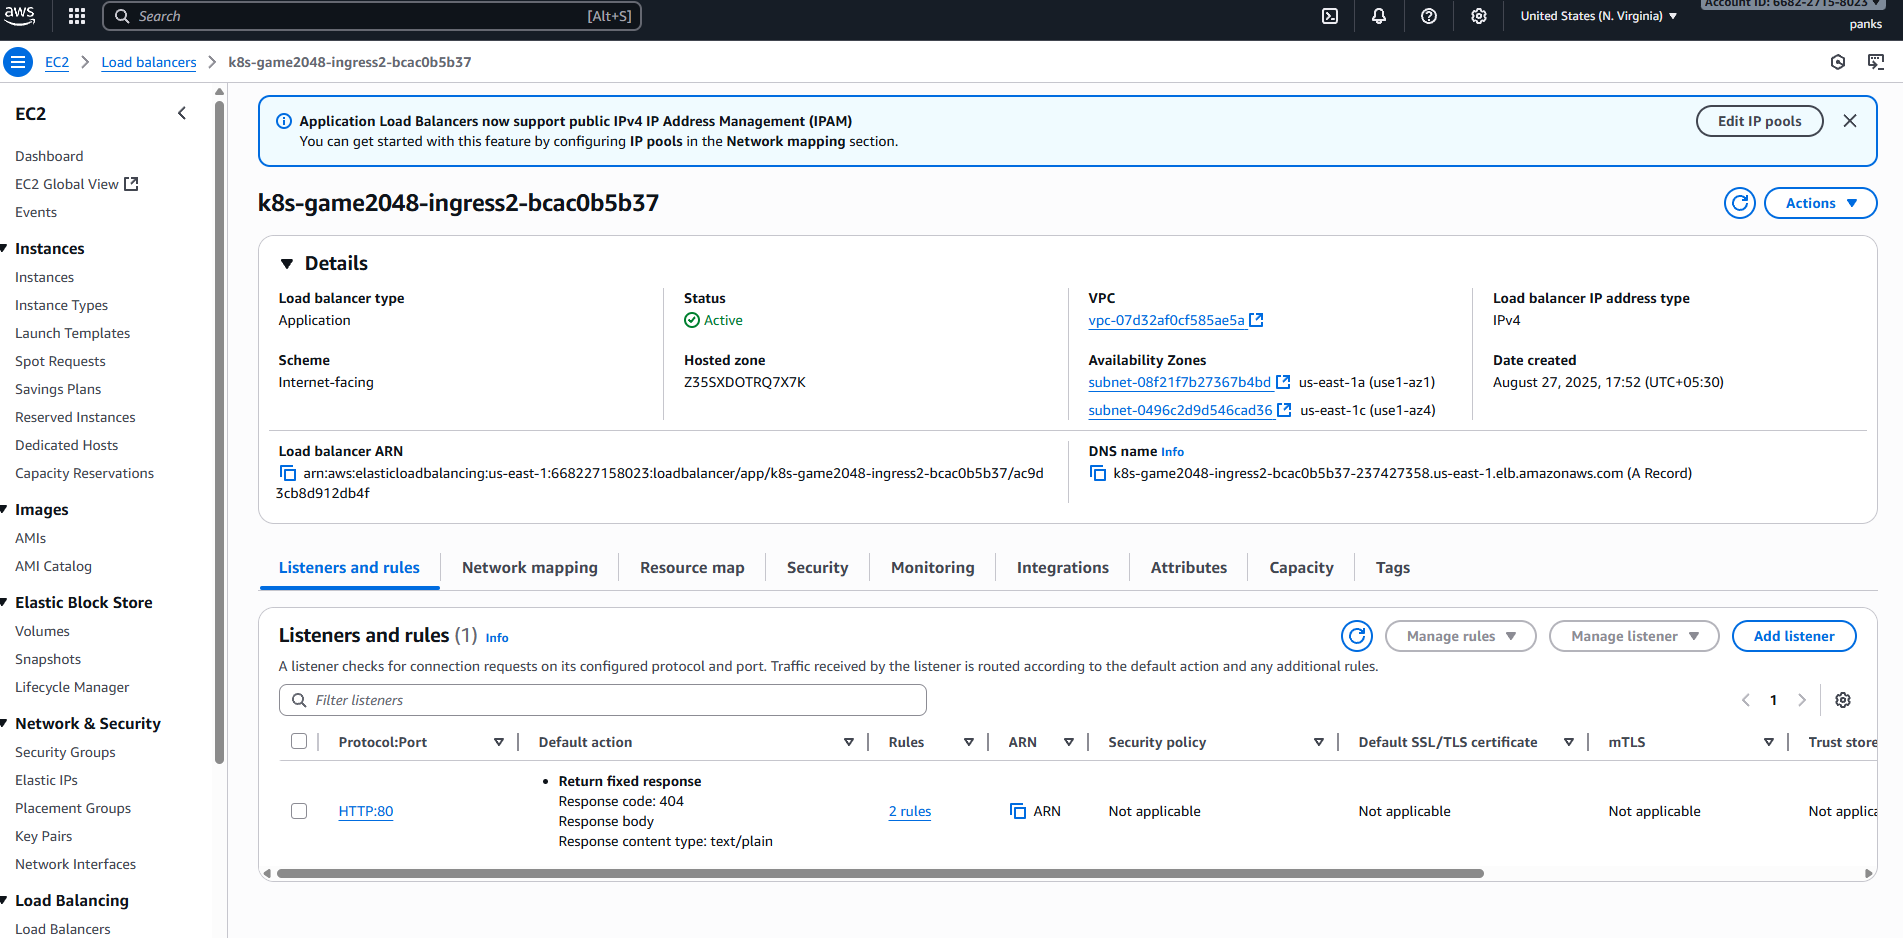 aws
Search
[Alt+S]
United States (N. Virginia)
Account ID: 6682-2715-8023
panks
EC2
Load balancers
k8s-game2048-ingress2-bcac0b5b37
EC2
Dashboard
EC2 Global View
Events
Instances
Instances
Instance Types
Launch Templates
Spot Requests
Savings Plans
Reserved Instances
Dedicated Hosts
Capacity Reservations
Images
AMIs
AMI Catalog
Elastic Block Store
Volumes
Snapshots
Lifecycle Manager
Network & Security
Security Groups
Elastic IPs
Placement Groups
Key Pairs
Network Interfaces
Load Balancing
Load Balancers
Application Load Balancers now support public IPv4 IP Address Management (IPAM)
You can get started with this feature by configuring IP pools in the Network mapping section.
Edit IP pools
k8s-game2048-ingress2-bcac0b5b37
Actions
Details
Load balancer type
Application
Status
Active
VPC
vpc-07d32af0cf585ae5a
Load balancer IP address type
IPv4
Scheme
Internet-facing
Hosted zone
Z35SXDOTRQ7X7K
Availability Zones
subnet-08f21f7b27367b4bd us-east-1a (use1-az1)
subnet-0496c2d9d546cad36 us-east-1c (use1-az4)
Date created
August 27, 2025, 17:52 (UTC+05:30)
Load balancer ARN
arn:aws:elasticloadbalancing:us-east-1:668227158023:loadbalancer/app/k8s-game2048-ingress2-bcac0b5b37/ac9d
3cb8d912db4f
DNS name Info
k8s-game2048-ingress2-bcac0b5b37-237427358.us-east-1.elb.amazonaws.com (A Record)
Listeners and rules
Network mapping
Resource map
Security
Monitoring
Integrations
Attributes
Capacity
Tags
Listeners and rules (1) Info
Manage rules
Manage listener
Add listener
A listener checks for connection requests on its configured protocol and port. Traffic received by the listener is routed according to the default action and any additional rules.
Filter listeners
1
Protocol:Port
Default action
Rules
ARN
Security policy
Default SSL/TLS certificate
mTLS
Trust store
HTTP:80
• Return fixed response
Response code: 404
Response body
Response content type: text/plain
2 rules
ARN
Not applicable
Not applicable
Not applicable
Not applica